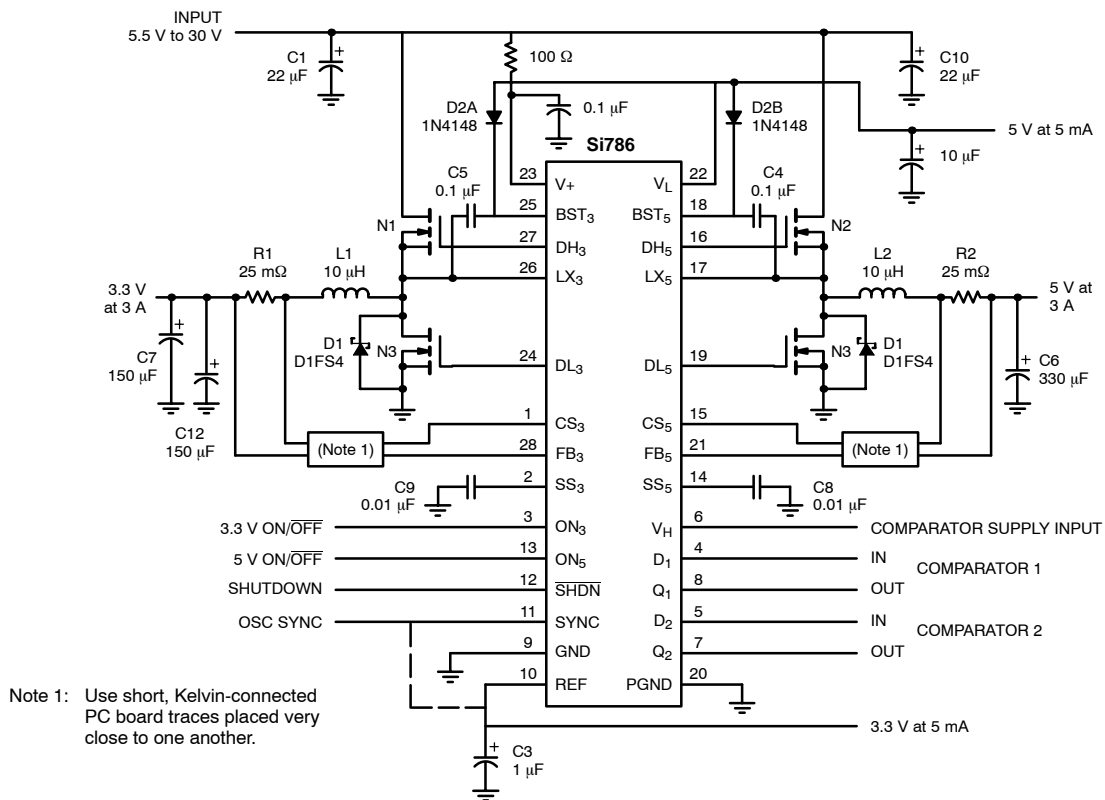 INPUT
5.5 V to 30 V
C1
22 μF
100 Ω
C10
22 μF
D2A
1N4148
0.1 μF
D2B
1N4148
5 V at 5 mA
10 μF
Si786
C5
0.1 μF
C4
0.1 μF
23
V+
VL
22
25
BST3
BST5
18
N1
N2
27
DH3
DH5
16
26
LX3
LX5
17
R1
25 mΩ
L1
10 μH
L2
10 μH
R2
25 mΩ
3.3 V
at 3 A
5 V at
3 A
C7
150 μF
C12
150 μF
D1
D1FS4
N3
24
DL3
DL5
19
N3
D1
D1FS4
C6
330 μF
1
CS3
CS5
15
(Note 1)
(Note 1)
28
FB3
FB5
21
C9
0.01 μF
2
SS3
SS5
14
C8
0.01 μF
3.3 V ON/OFF
3
ON3
VH
6
COMPARATOR SUPPLY INPUT
5 V ON/OFF
13
ON5
D1
4
IN
COMPARATOR 1
SHUTDOWN
12
SHDN
Q1
8
OUT
OSC SYNC
11
SYNC
D2
5
IN
COMPARATOR 2
9
GND
Q2
7
OUT
10
REF
PGND
20
Note 1: Use short, Kelvin-connected
PC board traces placed very
close to one another.
3.3 V at 5 mA
C3
1 μF